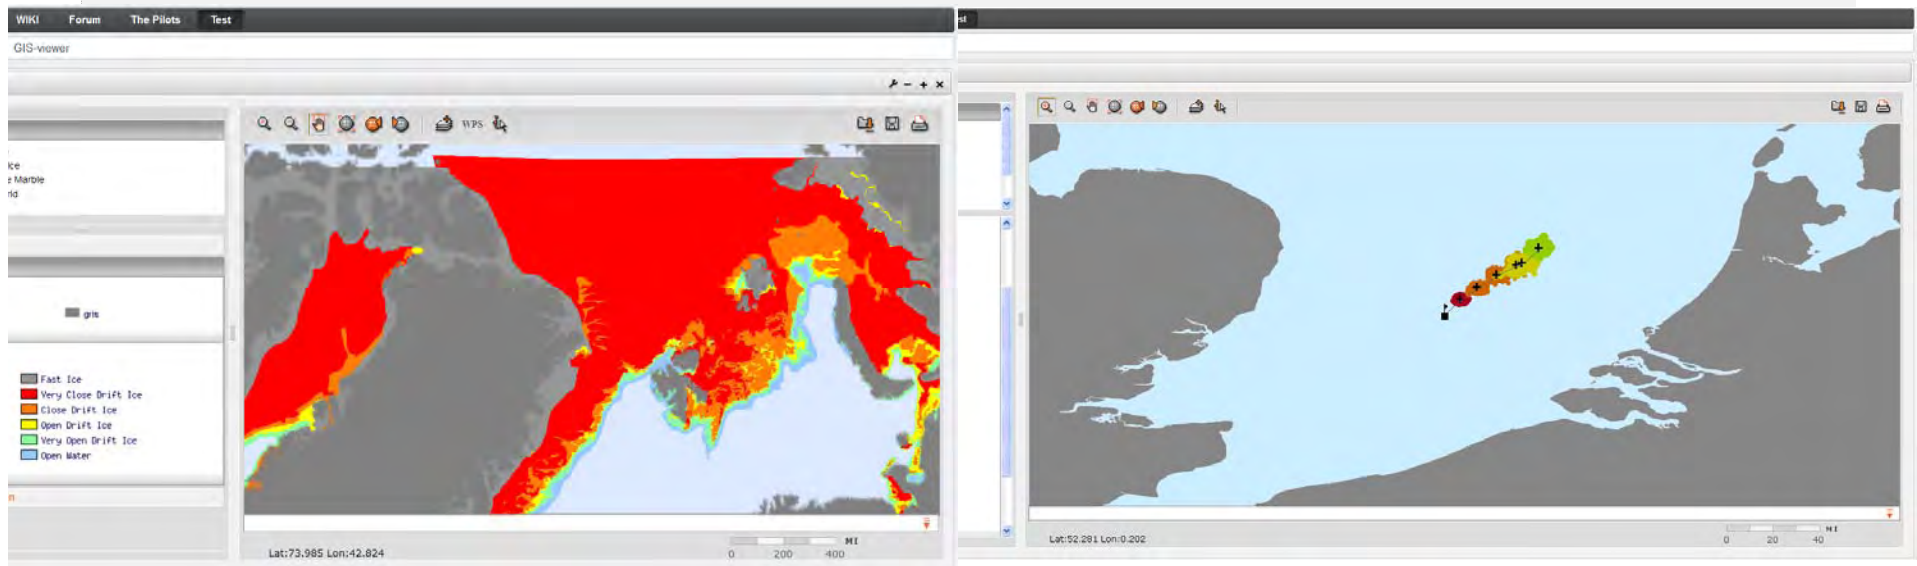 WIKI Forum The Pilots Test
GIS-viewer
WPS
Ice
e Marble
rld
gris
Fast Ice
Very Close Drift Ice
Close Drift Ice
Open Drift Ice
Very Open Drift Ice
Open Water
n
Lat:73.985 Lon:42.824
MI
0 200 400
st
Lat:52.281 Lon:0.202
MI
0 20 40